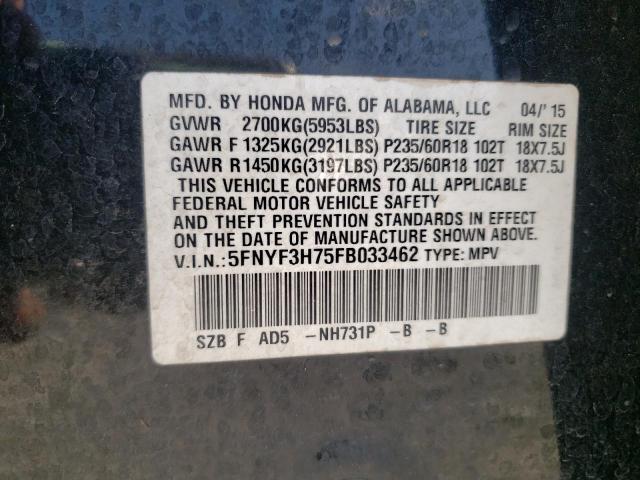 MFD. BY HONDA MFG. OF ALABAMA, LLC 04/'15
GVWR 2700KG(5953LBS) TIRE SIZE RIM SIZE
GAWR F 1325KG(2921LBS) P235/60R18 102T 18X7.5J
GAWR R1450KG(3197LBS) P235/60R18 102T 18X7.5J
THIS VEHICLE CONFORMS TO ALL APPLICABLE
FEDERAL MOTOR VEHICLE SAFETY
AND THEFT PREVENTION STANDARDS IN EFFECT
ON THE DATE OF MANUFACTURE SHOWN ABOVE.
V.I.N.: 5FNYF3H75FB033462 TYPE: MPV
SZB F AD5 -NH731P -B -B